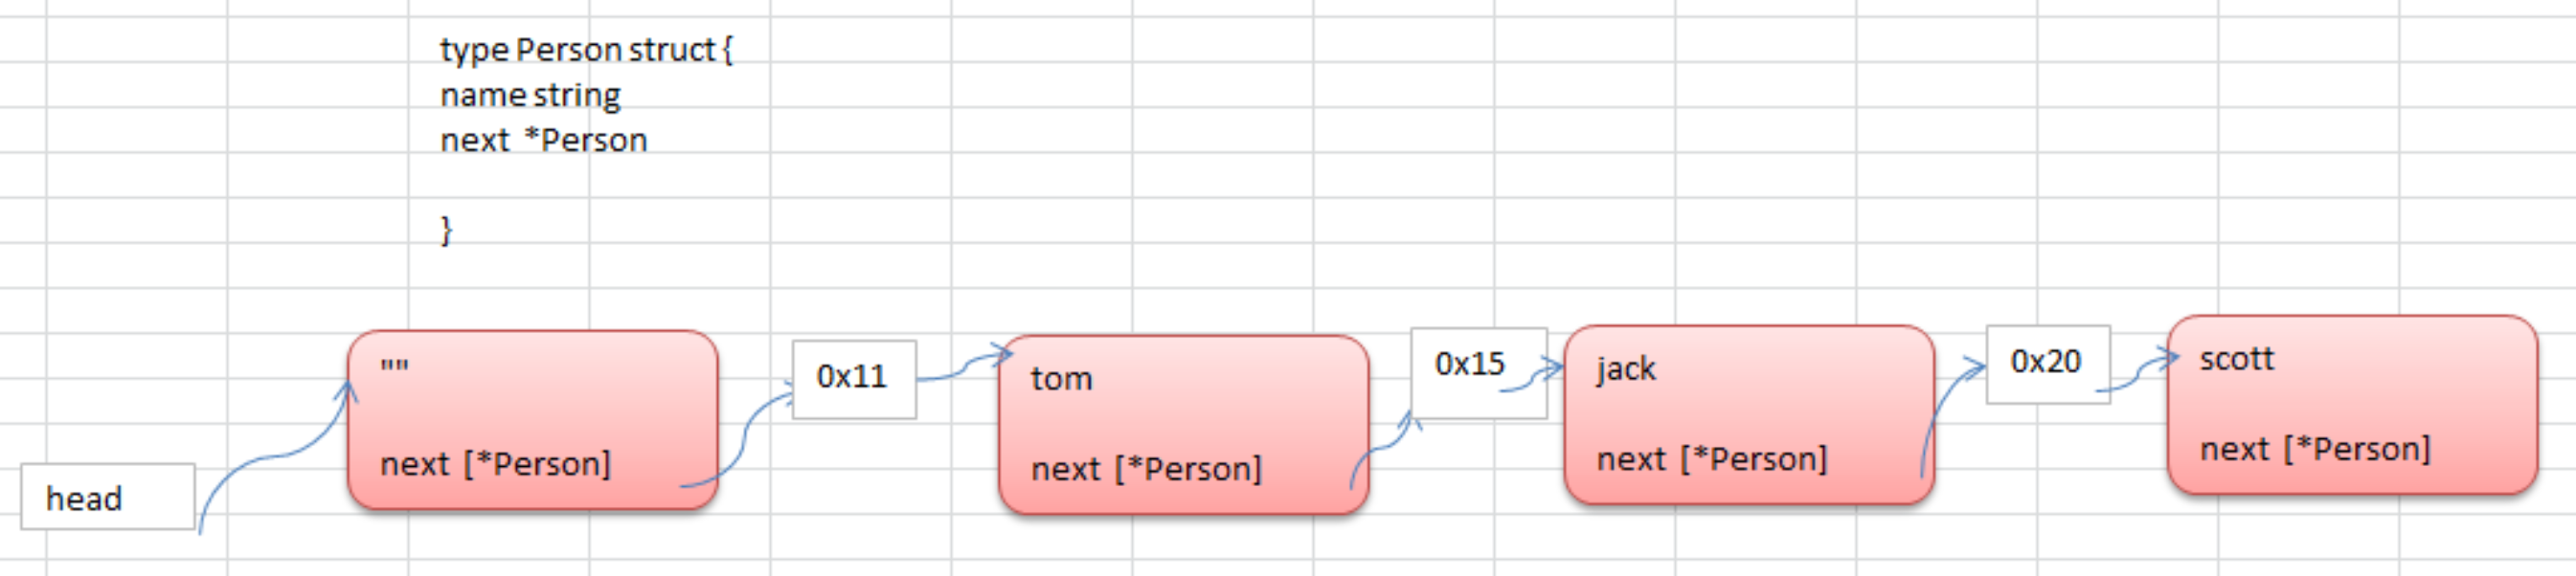 type Person struct {
name string
next *Person
}
""
next [*Person]
head
0x11
tom
next [*Person]
0x15
jack
next [*Person]
0x20
scott
next [*Person]